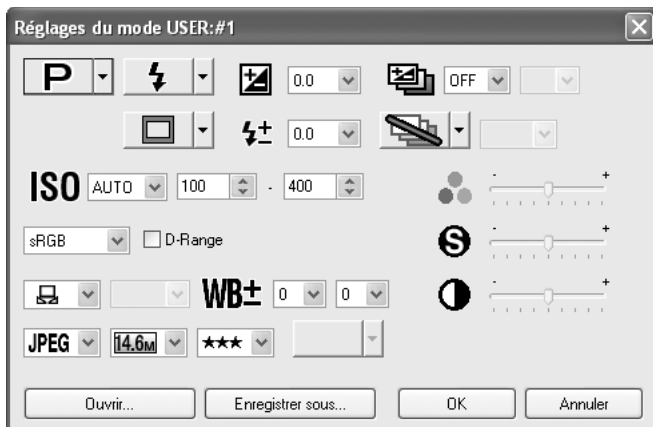 Réglages du mode USER:#1
P 0.0 OFF
0.0
ISO AUTO 100 - 400 - +
sRGB D-Range S - +
WB± 0 0 - +
JPEG 14.6M ★★★
Ouvrir... Enregistrer sous... OK Annuler